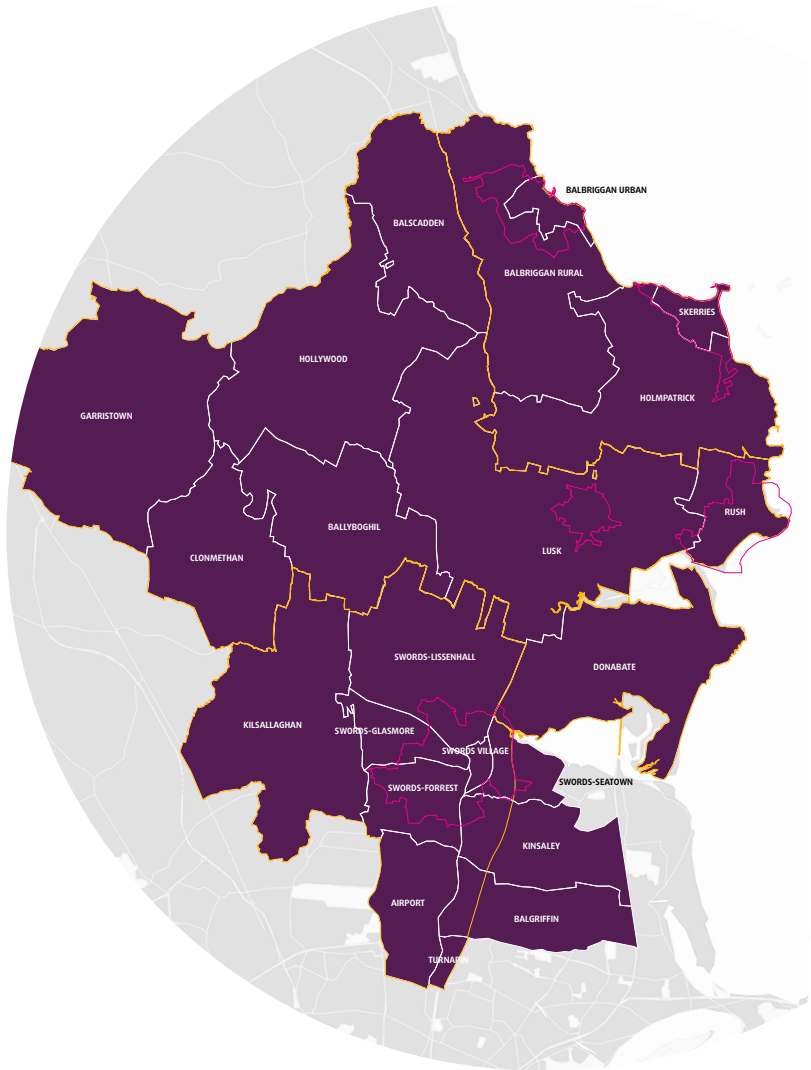 BALBRIGGAN URBAN
BALSCADDEN
BALBRIGGAN RURAL
SKERRIES
HOLLYWOOD
HOLMPATRICK
GARRISTOWN
RUSH
BALLYBOGHIL
LUSK
CLONMETHAN
SWORDS-LISSENHALL
DONABATE
KILSALLAGHAN
SWORDS-GLASMORE
SWORDS VILLAGE
SWORDS-SEATOWN
SWORDS-FORREST
KINSALEY
AIRPORT
BALGRIFFIN
TURNAPIN